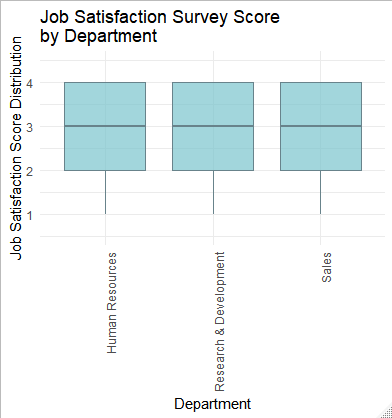 Job Satisfaction Survey Score
by Department
Job Satisfaction Score Distribution
4
3
2
1
Human Resources
Research & Development
Sales
Department